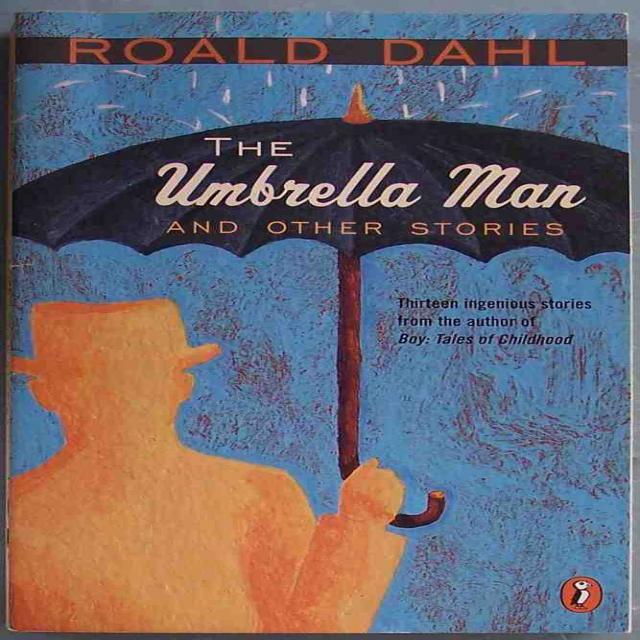 ROALD DAHL
THE
Umbrella Man
AND OTHER STORIES
Thirteen ingenious stories
from the author of
Boy: Tales of Childhood